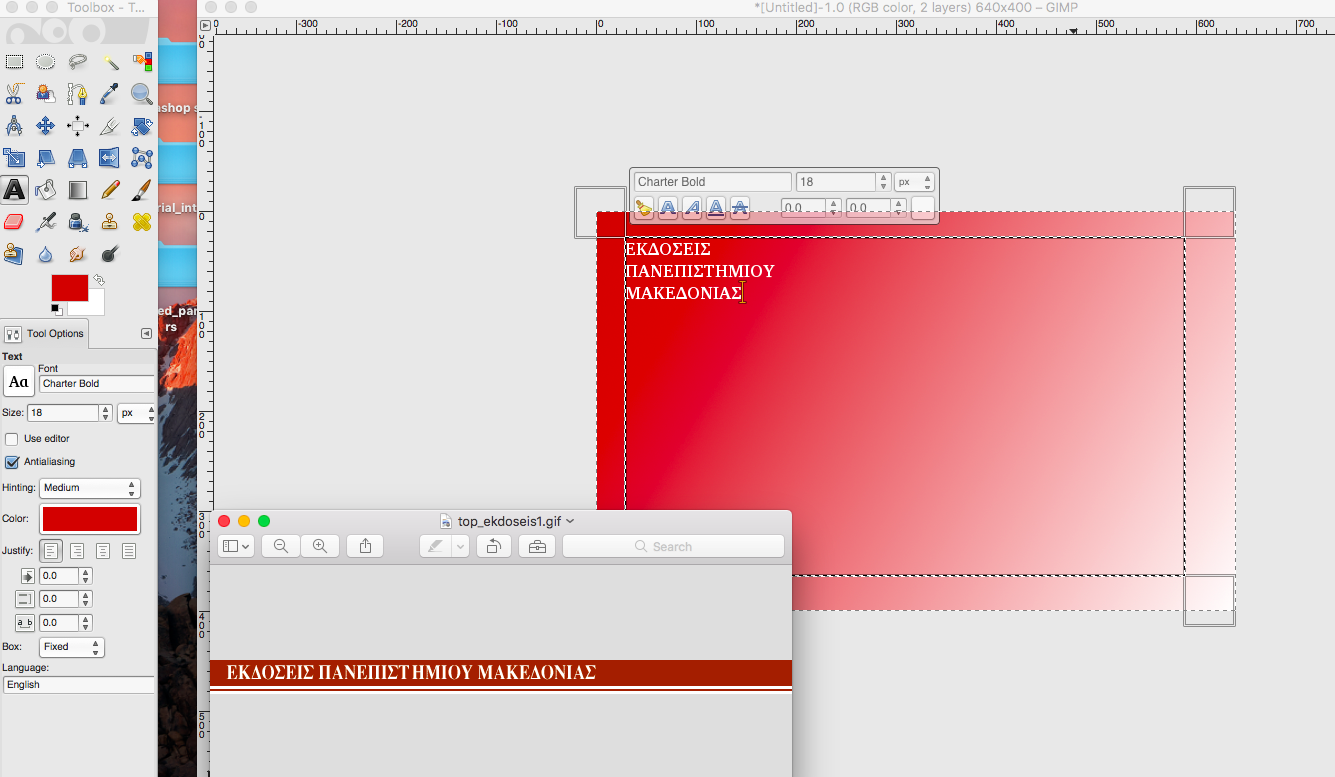 Toolbox - T...
*[Untitled]-1.0 (RGB color, 2 layers) 640x400 – GIMP
-300
-200
-100
0
100
200
300
400
500
600
700
ushop s
rial_int
ed_par
rs
Charter Bold
18
px
0.0
0.0
ΕΚΔΟΣΕΙΣ
ΠΑΝΕΠΙΣΤΗΜΙΟΥ
ΜΑΚΕΔΟΝΙΑΣ
Tool Options
Text
Font
Aa
Charter Bold
Size:
18
px
Use editor
Antialiasing
Hinting:
Medium
Color:
Justify:
0.0
0.0
a_b
0.0
Box:
Fixed
Language:
English
top_ekdoseis1.gif
Search
ΕΚΔΟΣΕΙΣ ΠΑΝΕΠΙΣΤΗΜΙΟΥ ΜΑΚΕΔΟΝΙΑΣ